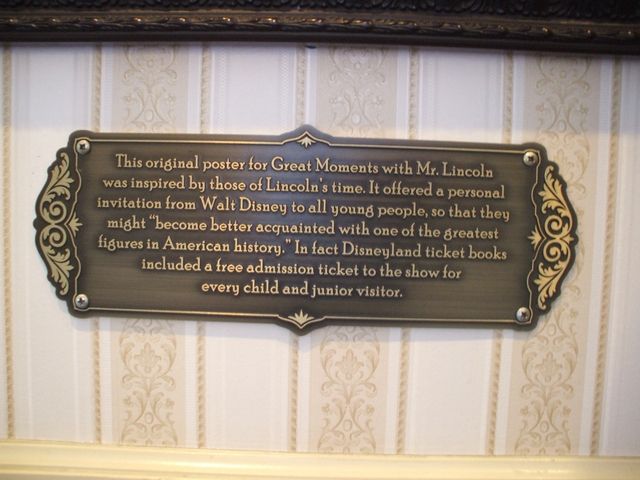 This original poster for Great Moments with Mr. Lincoln
was inspired by those of Lincoln's time. It offered a personal
invitation from Walt Disney to all young people, so that they
might "become better acquainted with one of the greatest
figures in American history." In fact Disneyland ticket books
included a free admission ticket to the show for
every child and junior visitor.